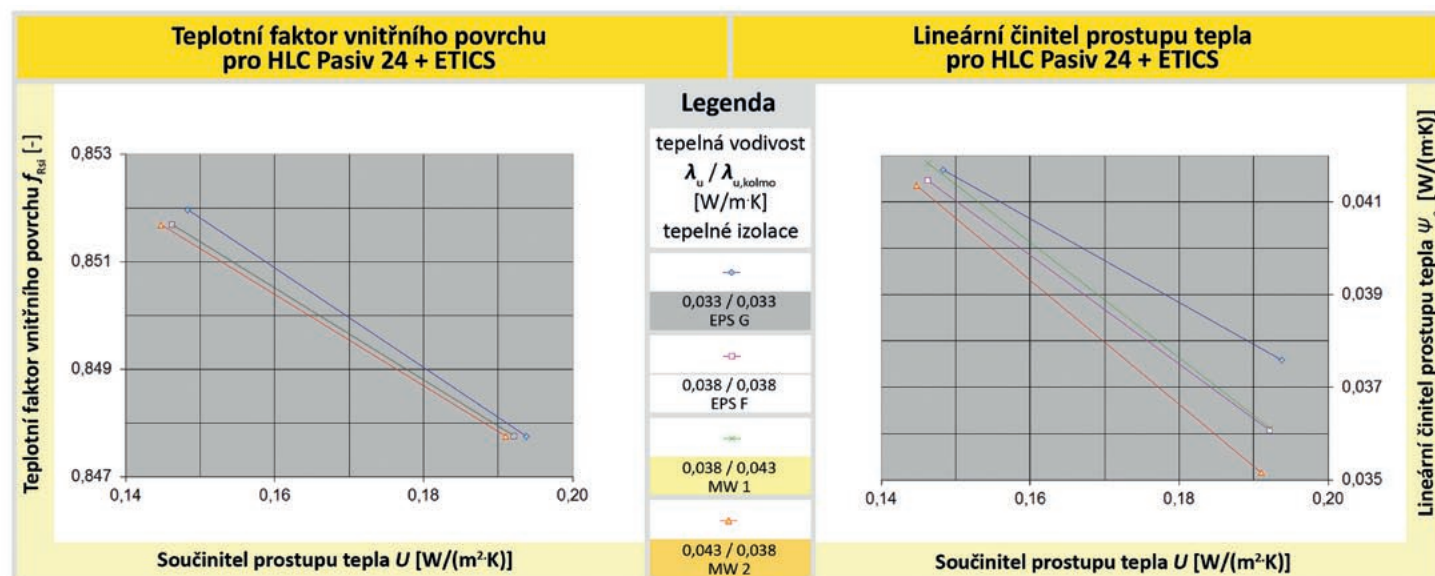 Teplotní faktor vnitřního povrchu
pro HLC Pasiv 24 + ETICS
Lineární činitel prostupu tepla
pro HLC Pasiv 24 + ETICS
Teplotní faktor vnitřního povrchu f_Rsi [-]
0,853
0,851
0,849
0,847
0,14
0,16
0,18
0,20
Součinitel prostupu tepla U [W/(m²·K)]
Legenda
tepelná vodivost
λ_u / λ_u,kolmo
[W/m·K]
tepelné izolace
0,033 / 0,033
EPS G
0,038 / 0,038
EPS F
0,038 / 0,043
MW 1
0,043 / 0,038
MW 2
0,041
0,039
0,037
0,035
0,14
0,16
0,18
0,20
Součinitel prostupu tepla U [W/(m²·K)]
Lineární činitel prostupu tepla Ψ [W/(m·K)]